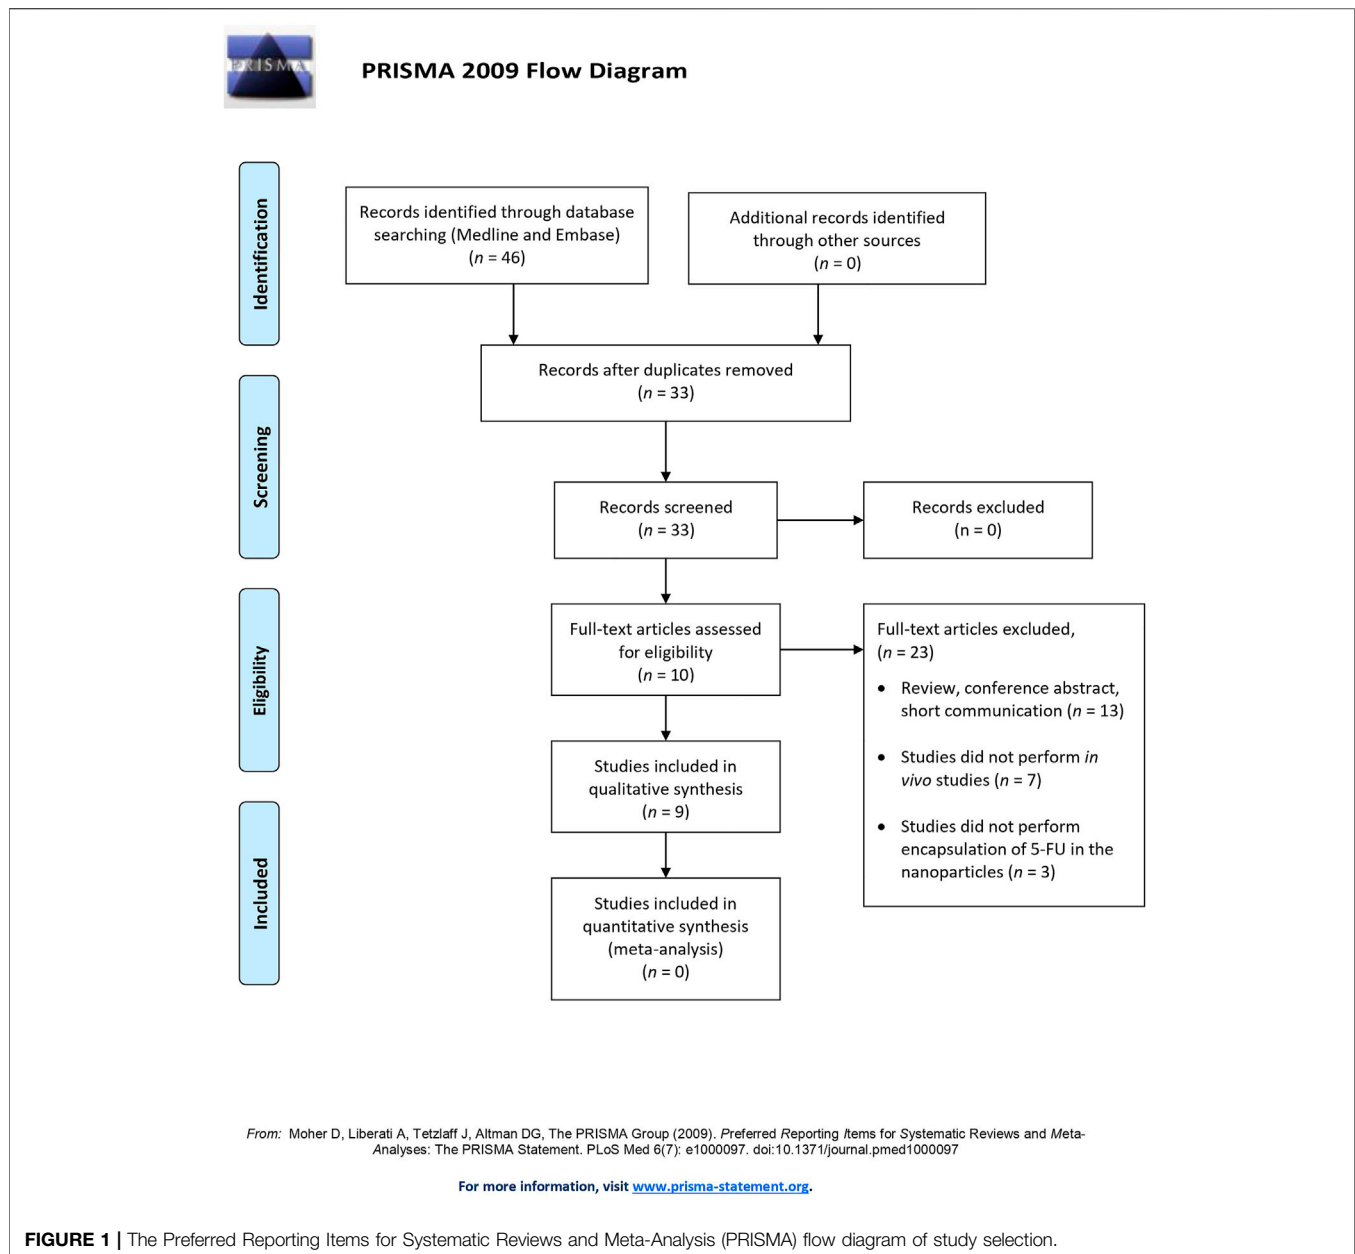 PRISMA
PRISMA 2009 Flow Diagram
Identification
Records identified through database
searching (Medline and Embase)
(n = 46)
Additional records identified
through other sources
(n = 0)
Records after duplicates removed
(n = 33)
Screening
Records screened
(n = 33)
Records excluded
(n = 0)
Eligibility
Full-text articles assessed
for eligibility
(n = 10)
Full-text articles excluded,
(n = 23)
• Review, conference abstract,
short communication (n = 13)
• Studies did not perform in
vivo studies (n = 7)
• Studies did not perform
encapsulation of 5-FU in the
nanoparticles (n = 3)
Studies included in
qualitative synthesis
(n = 9)
Included
Studies included in
quantitative synthesis
(meta-analysis)
(n = 0)
From: Moher D, Liberati A, Tetzlaff J, Altman DG, The PRISMA Group (2009). Preferred Reporting Items for Systematic Reviews and Meta-
Analyses: The PRISMA Statement. PLoS Med 6(7): e1000097. doi:10.1371/journal.pmed1000097
For more information, visit www.prisma-statement.org.
FIGURE 1 | The Preferred Reporting Items for Systematic Reviews and Meta-Analysis (PRISMA) flow diagram of study selection.